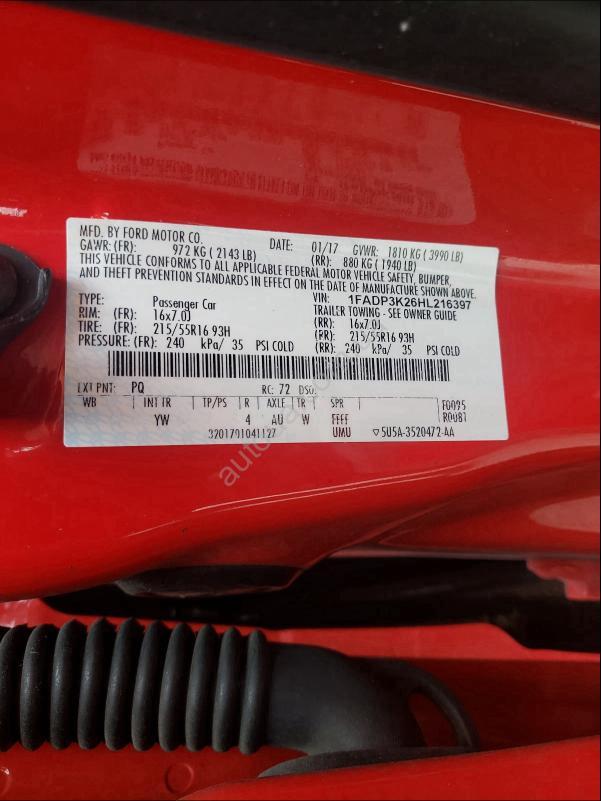 MFD. BY FORD MOTOR CO. DATE: 01/17 GVWR: 1810 KG ( 3990 LB)
GAWR: (FR): 972 KG ( 2143 LB) (RR): 880 KG ( 1940 LB)
THIS VEHICLE CONFORMS TO ALL APPLICABLE FEDERAL MOTOR VEHICLE SAFETY, BUMPER,
AND THEFT PREVENTION STANDARDS IN EFFECT ON THE DATE OF MANUFACTURE SHOWN ABOVE.
VIN: 1FADP3K26HL216397
TYPE: Passenger Car TRAILER TOWING - SEE OWNER GUIDE
RIM: (FR): 16x7.0J (RR): 16x7.0J
TIRE: (FR): 215/55R16 93H (RR): 215/55R16 93H
PRESSURE: (FR): 240 kPa/ 35 PSI COLD (RR): 240 kPa/ 35 PSI COLD
EXT PNT: PQ RC: 72 DSO:
WB INT TR TP/PS R AXLE TR SPR F0095
YW 4 AU W FFFF R0087
3201701041127 UMU ▽5U5A-3520472-AA